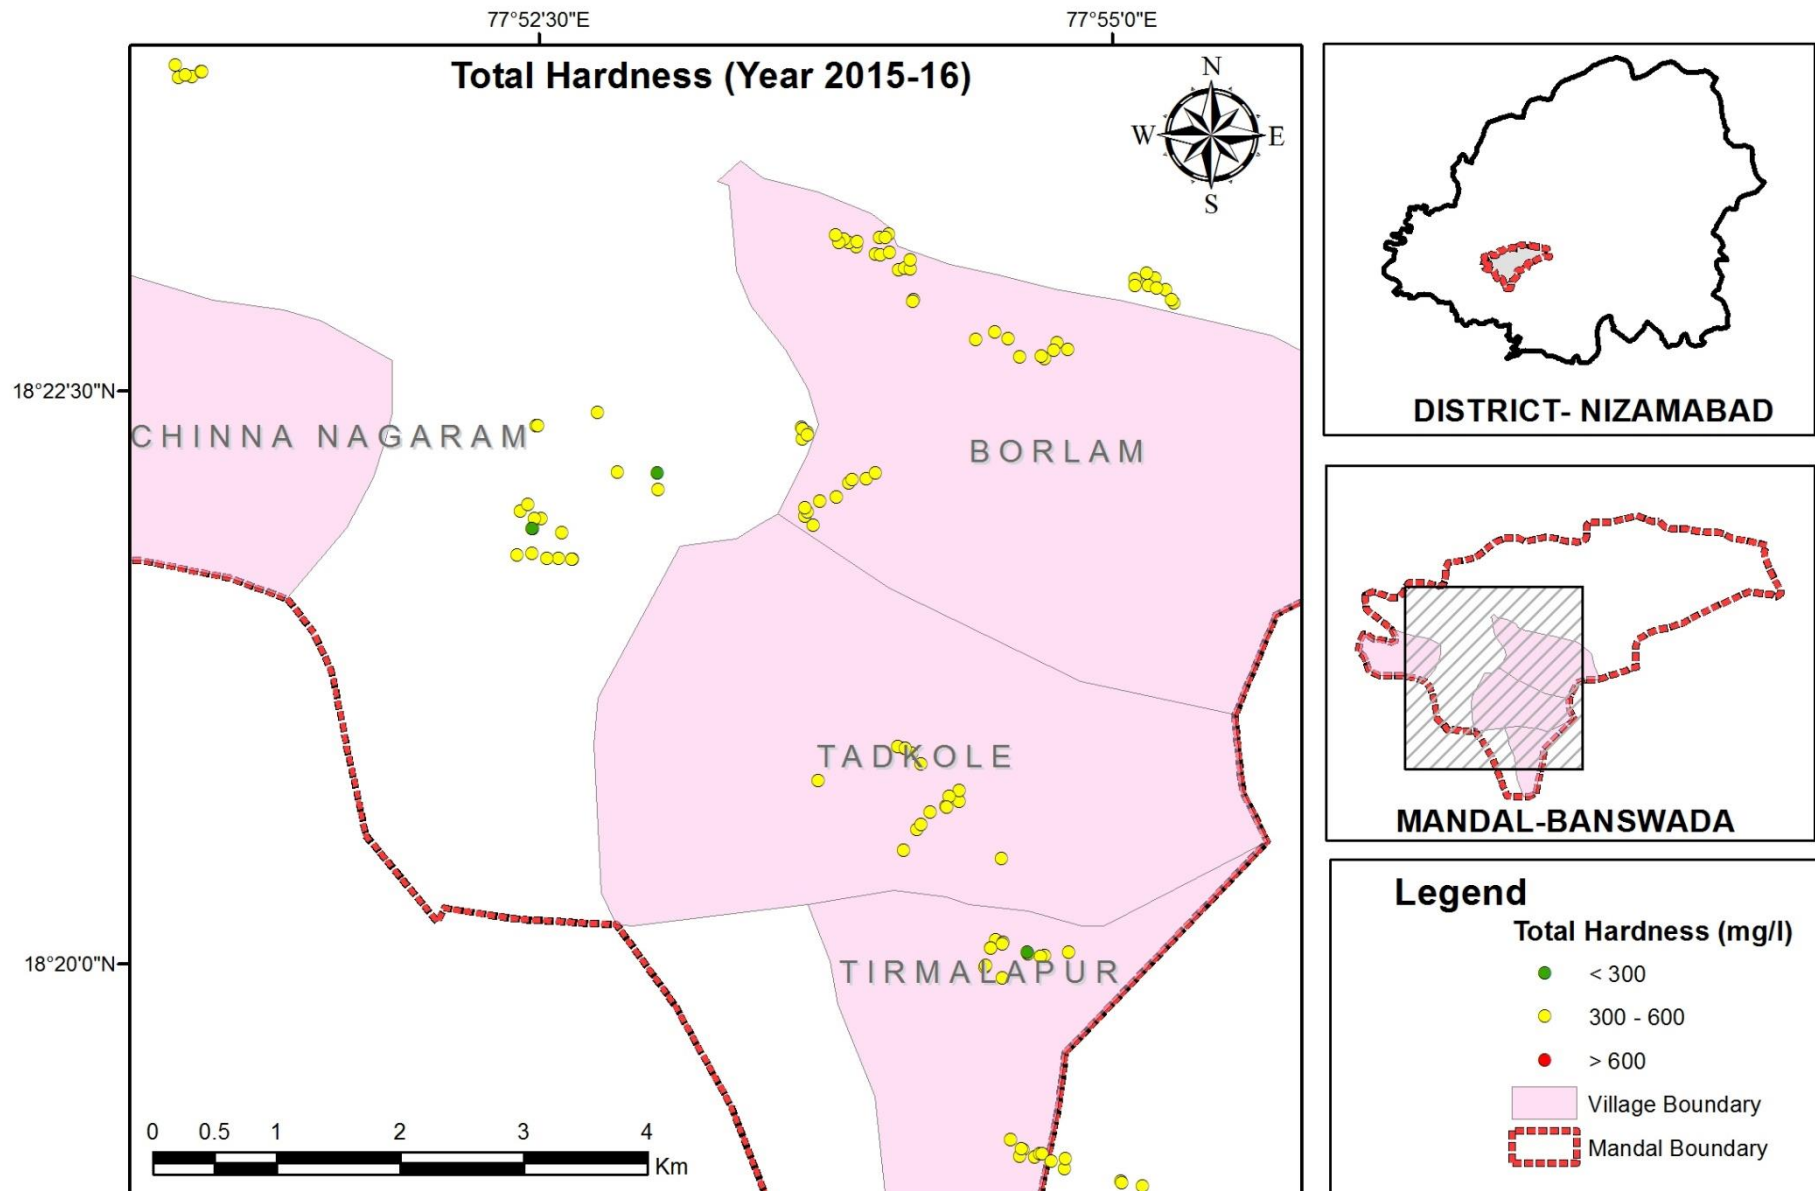 77°52'30"E
77°55'0"E
Total Hardness (Year 2015-16)
N
W
E
S
18°22'30"N
CHINNA NAGARAM
BORLAM
TADKOLE
18°20'0"N
TIRMALAPUR
0 0.5 1 2 3 4
Km
DISTRICT- NIZAMABAD
MANDAL-BANSWADA
Legend
Total Hardness (mg/l)
< 300
300 - 600
> 600
Village Boundary
Mandal Boundary